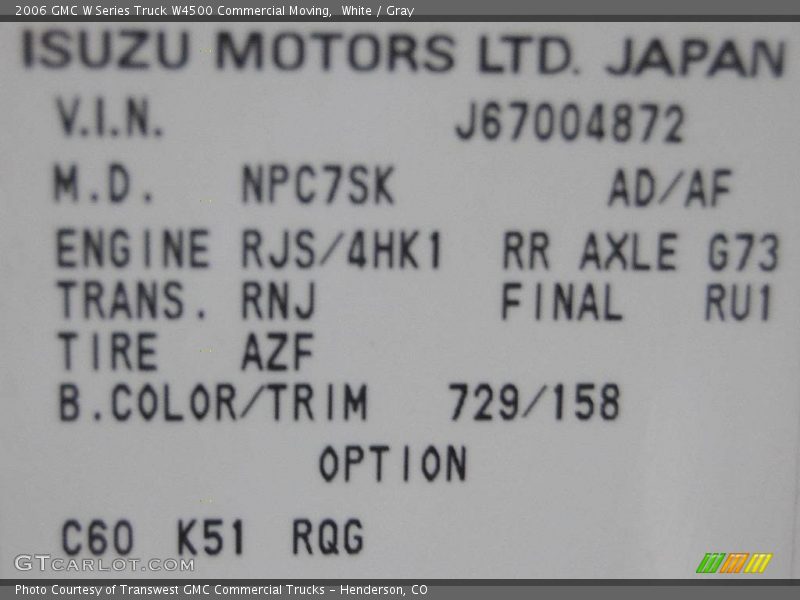 2006 GMC W Series Truck W4500 Commercial Moving, White / Gray
ISUZU MOTORS LTD. JAPAN
V.I.N. J67004872
M.D. NPC7SK AD/AF
ENGINE RJS/4HK1 RR AXLE G73
TRANS. RNJ FINAL RU1
TIRE AZF
B.COLOR/TRIM 729/158
OPTION
C60 K51 RQG
GTCARLOT.COM
Photo Courtesy of Transwest GMC Commercial Trucks - Henderson, CO